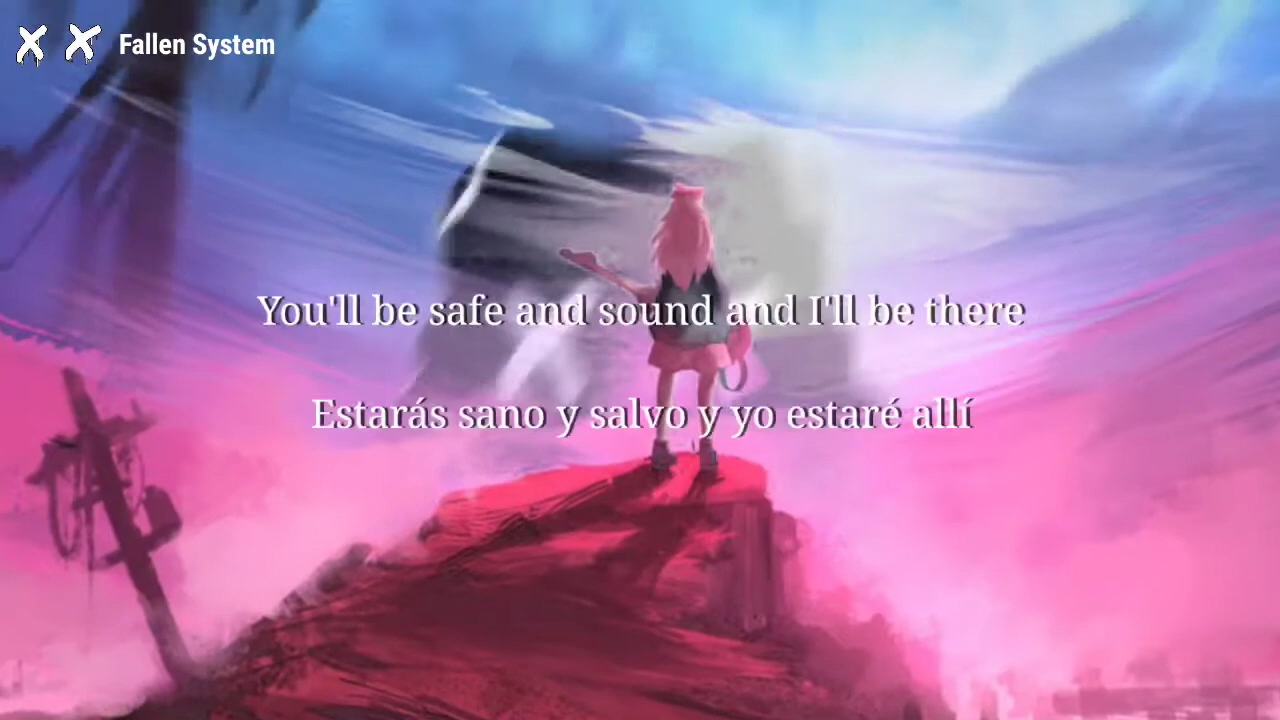 Fallen System
You'll be safe and sound and I'll be there
Estarás sano y salvo y yo estaré allí